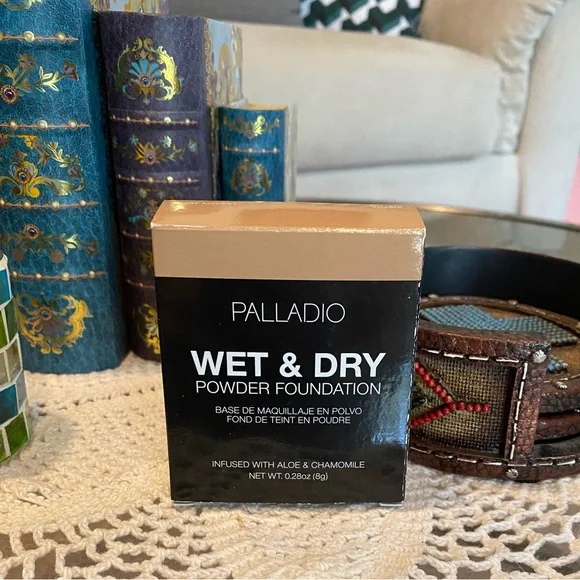 PALLADIO
WET & DRY
POWDER FOUNDATION
BASE DE MAQUILLAJE EN POLVO
FOND DE TEINT EN POUDRE
INFUSED WITH ALOE & CHAMOMILE
NET WT. 0.28oz (8g)